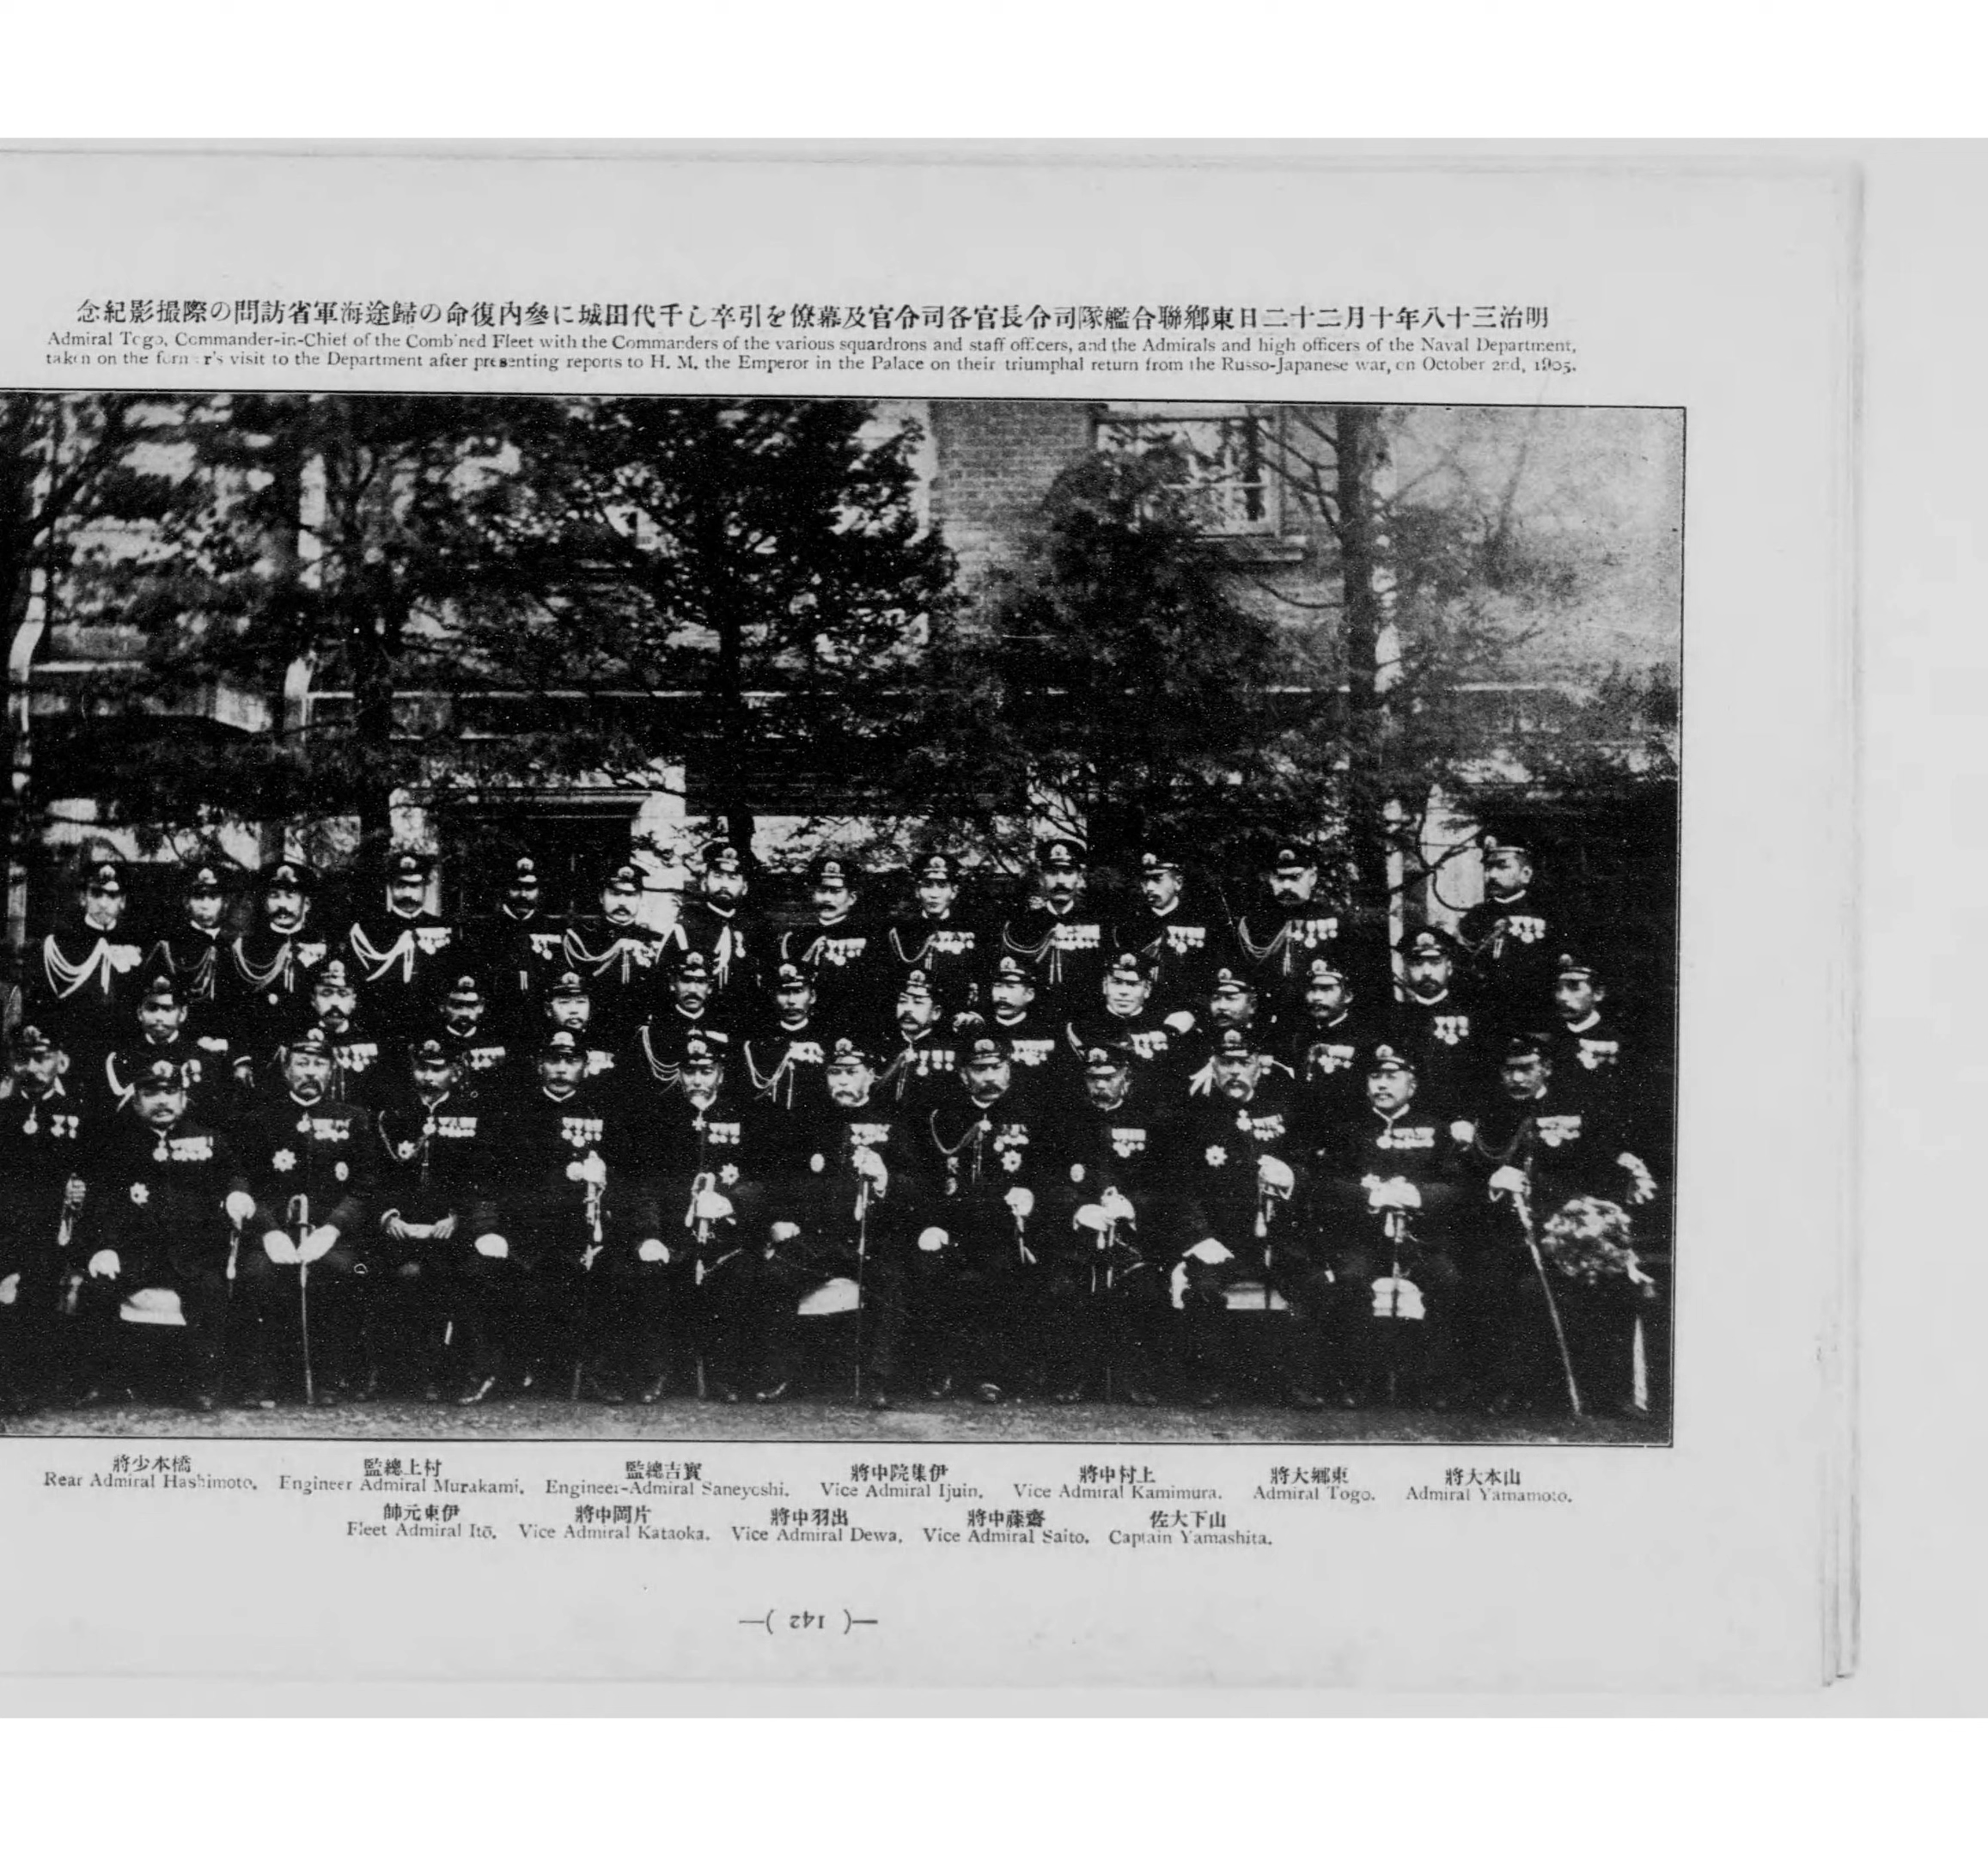 明治三十八年十月二十二日東鄕聯合艦隊司令長官各司令官及幕僚を引卒し千代田城に參內復命の歸途海軍省訪問の際撮影紀念
Admiral Togo, Commander-in-Chief of the Combined Fleet with the Commanders of the various squardrons and staff officers, and the Admirals and high officers of the Naval Department,
taken on the former's visit to the Department after presenting reports to H. M. the Emperor in the Palace on their triumphal return from the Russo-Japanese war, on October 2nd, 1905.
山本大將 東鄕大將 上村中將 伊集院中將 實吉總監 村上總監 橋本少將
Rear Admiral Hashimoto. Engineer Admiral Murakami. Engineer-Admiral Saneyoshi. Vice Admiral Ijuin. Vice Admiral Kamimura. Admiral Togo. Admiral Yamamoto.
山下大佐 齋藤中將 出羽中將 片岡中將 伊東元帥
Fleet Admiral Itō. Vice Admiral Kataoka. Vice Admiral Dewa. Vice Admiral Saito. Captain Yamashita.
—( 142 )—